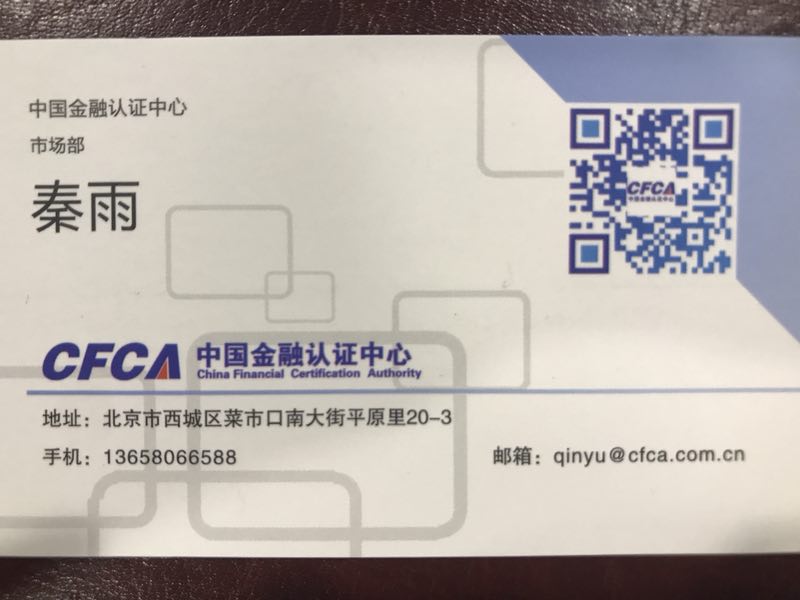 中国金融认证中心
市场部
秦雨
CFCA
中国金融认证中心
CFCA 中国金融认证中心
China Financial Certification Authority
地址：北京市西城区菜市口南大街平原里20-3
手机：13658066588
邮箱：qinyu@cfca.com.cn